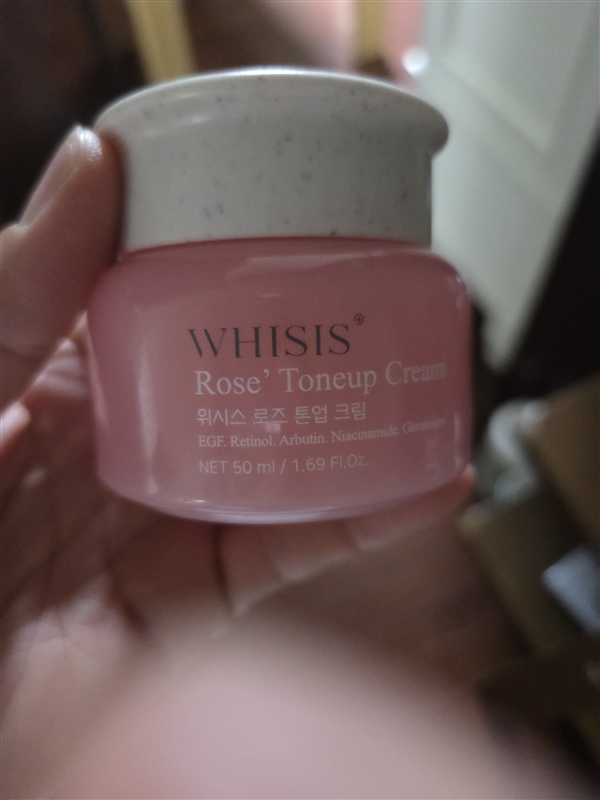 WHISIS
Rose' Toneup Cream
위시스 로즈 톤업 크림
EGF. Retinol. Arbutin. Niacinamide.
NET 50 ml / 1.69 Fl.Oz.